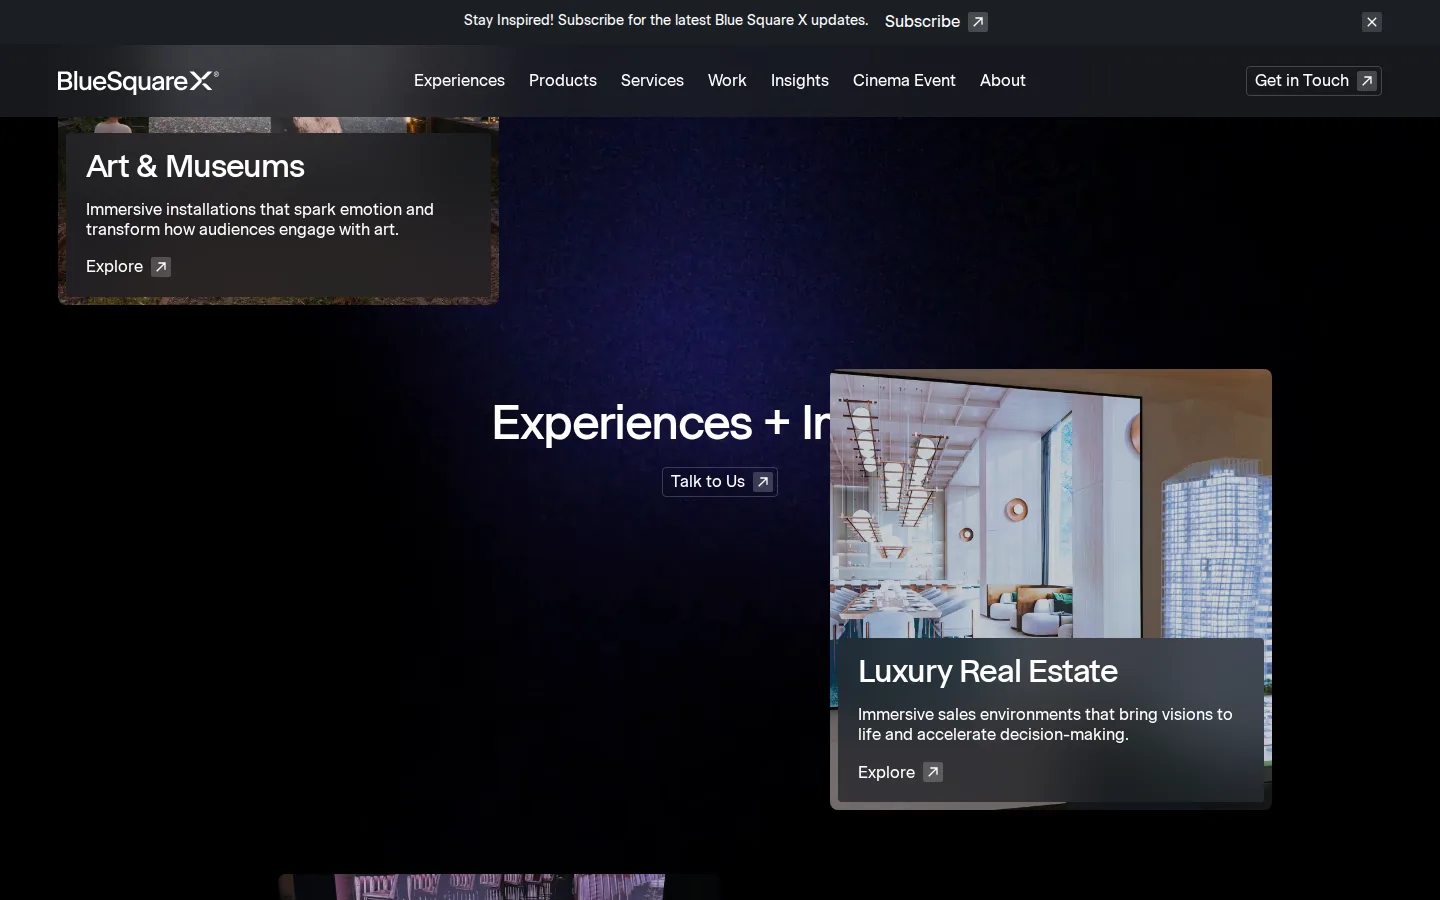 Stay Inspired! Subscribe for the latest Blue Square X updates.
Subscribe
BlueSquareX®
Experiences
Products
Services
Work
Insights
Cinema Event
About
Get in Touch
Art & Museums
Immersive installations that spark emotion and
transform how audiences engage with art.
Explore
Experiences +
Talk to Us
Luxury Real Estate
Immersive sales environments that bring visions to
life and accelerate decision-making.
Explore